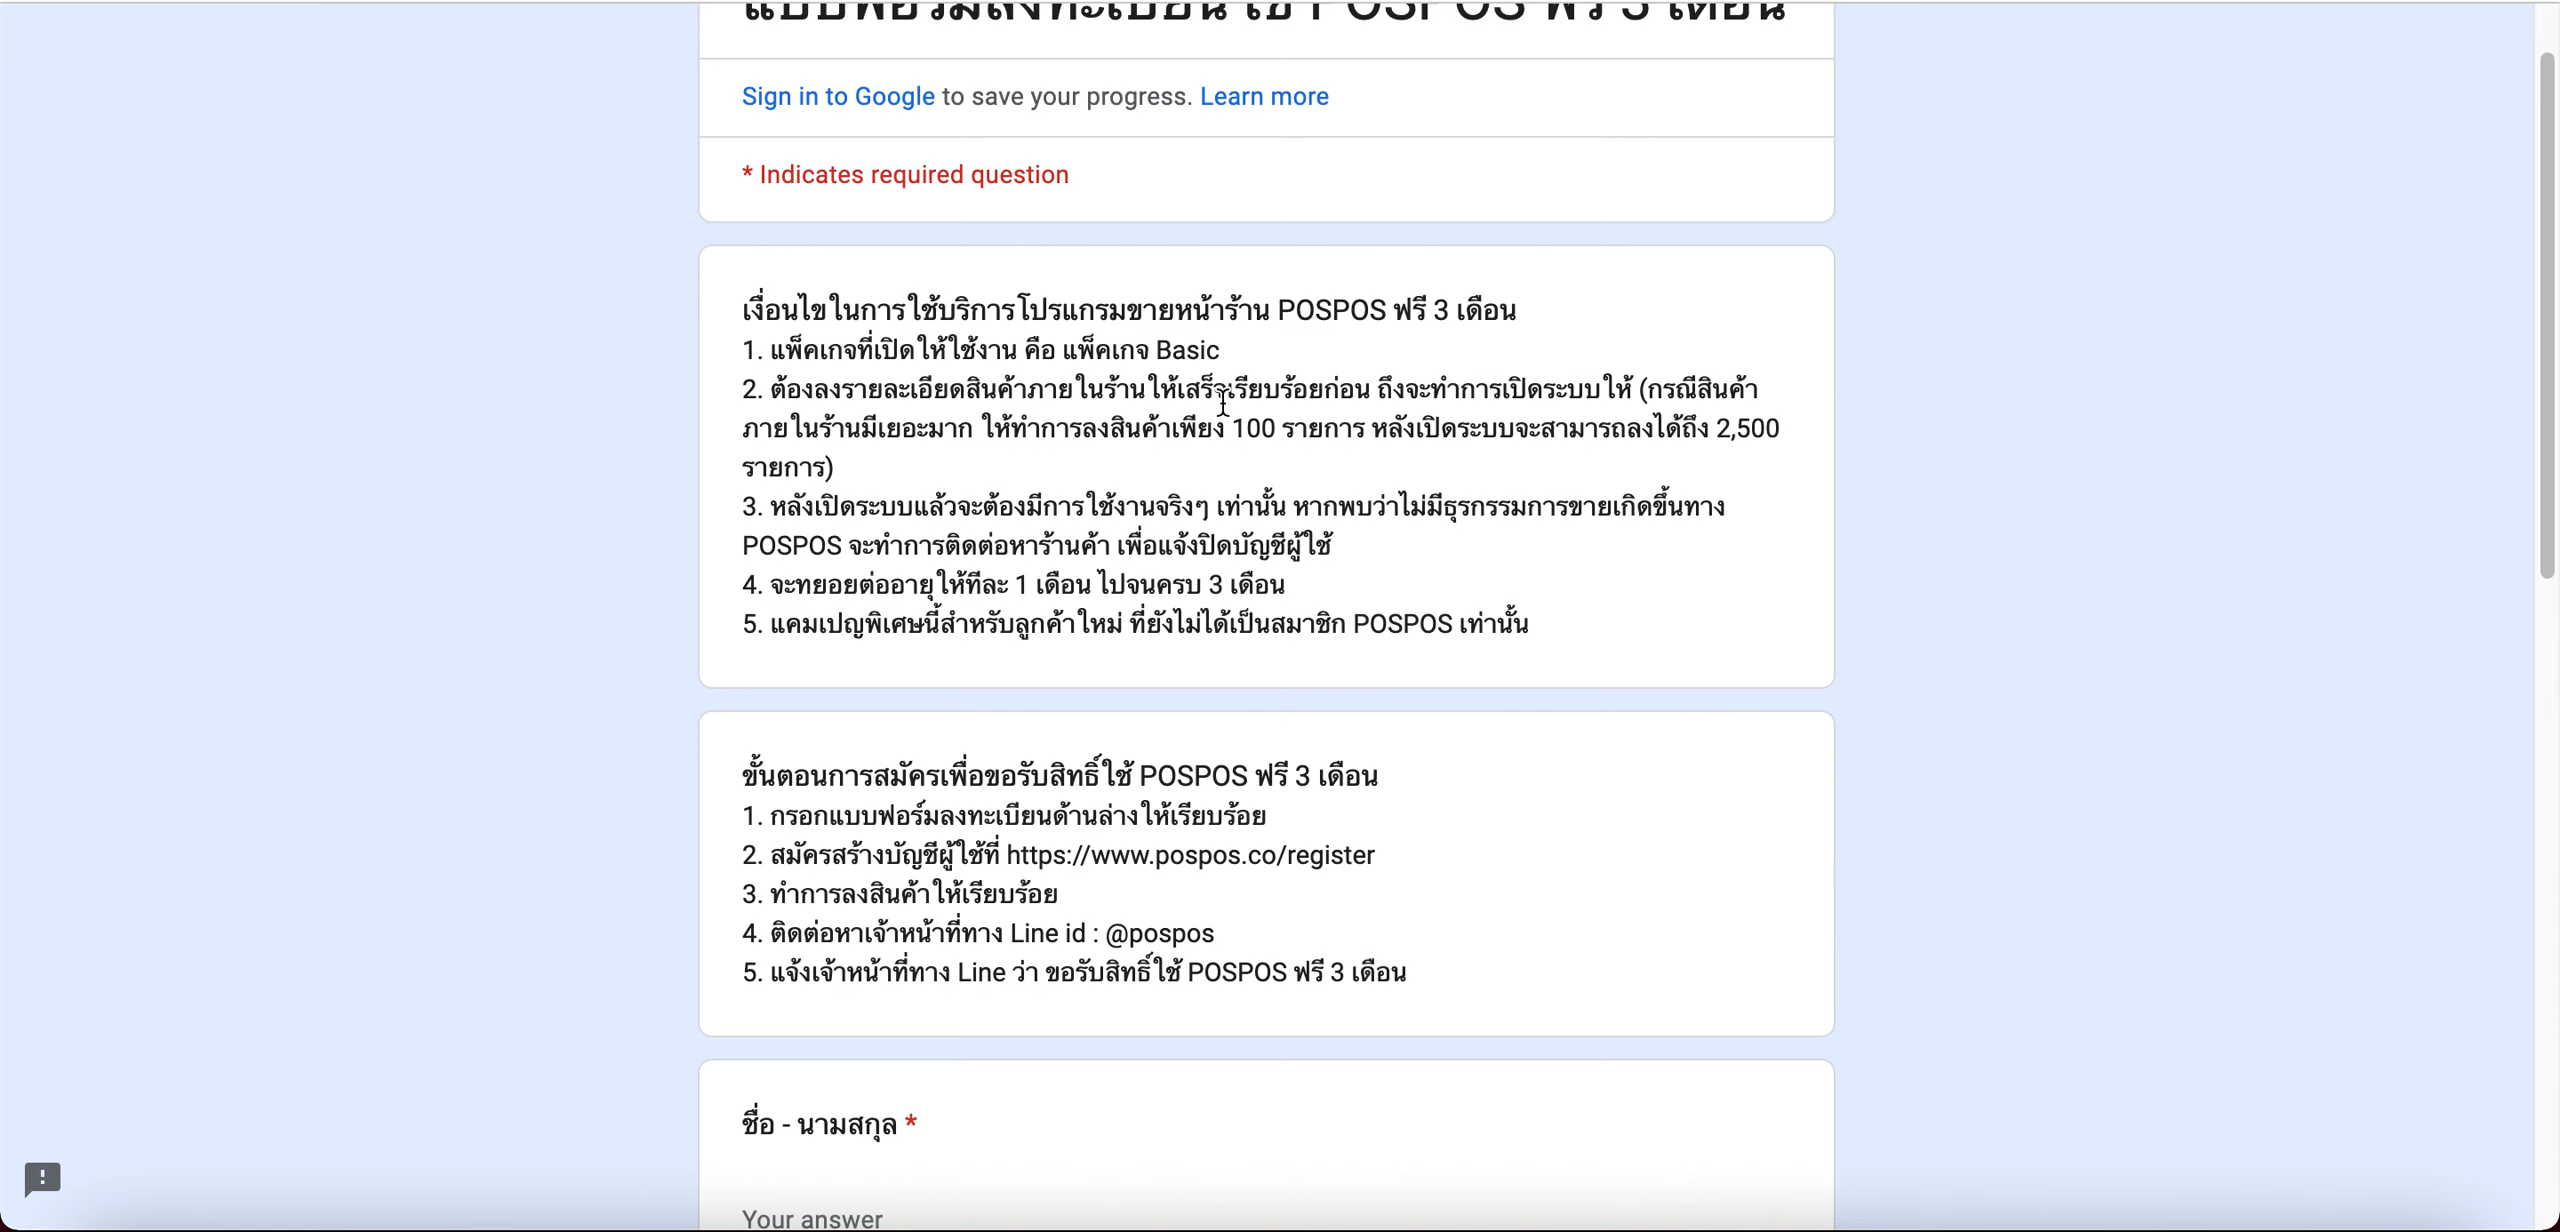 แบบฟอร์มลงทะเบียน ใช้ POSPOS ฟรี 3 เดือน
Sign in to Google to save your progress. Learn more
* Indicates required question
เงื่อนไขในการใช้บริการโปรแกรมขายหน้าร้าน POSPOS ฟรี 3 เดือน
1. แพ็คเกจที่เปิดให้ใช้งาน คือ แพ็คเกจ Basic
2. ต้องลงรายละเอียดสินค้าภายในร้านให้เสร็จเรียบร้อยก่อน ถึงจะทำการเปิดระบบให้ (กรณีสินค้า
ภายในร้านมีเยอะมาก ให้ทำการลงสินค้าเพียง 100 รายการ หลังเปิดระบบจะสามารถลงได้ถึง 2,500
รายการ)
3. หลังเปิดระบบแล้วจะต้องมีการใช้งานจริงๆ เท่านั้น หากพบว่าไม่มีธุรกรรมการขายเกิดขึ้นทาง
POSPOS จะทำการติดต่อหาร้านค้า เพื่อแจ้งปิดบัญชีผู้ใช้
4. จะทยอยต่ออายุให้ทีละ 1 เดือน ไปจนครบ 3 เดือน
5. แคมเปญพิเศษนี้สำหรับลูกค้าใหม่ ที่ยังไม่ได้เป็นสมาชิก POSPOS เท่านั้น
ขั้นตอนการสมัครเพื่อขอรับสิทธิ์ใช้ POSPOS ฟรี 3 เดือน
1. กรอกแบบฟอร์มลงทะเบียนด้านล่างให้เรียบร้อย
2. สมัครสร้างบัญชีผู้ใช้ที่ https://www.pospos.co/register
3. ทำการลงสินค้าให้เรียบร้อย
4. ติดต่อหาเจ้าหน้าที่ทาง Line id : @pospos
5. แจ้งเจ้าหน้าที่ทาง Line ว่า ขอรับสิทธิ์ใช้ POSPOS ฟรี 3 เดือน
ชื่อ - นามสกุล *
Your answer